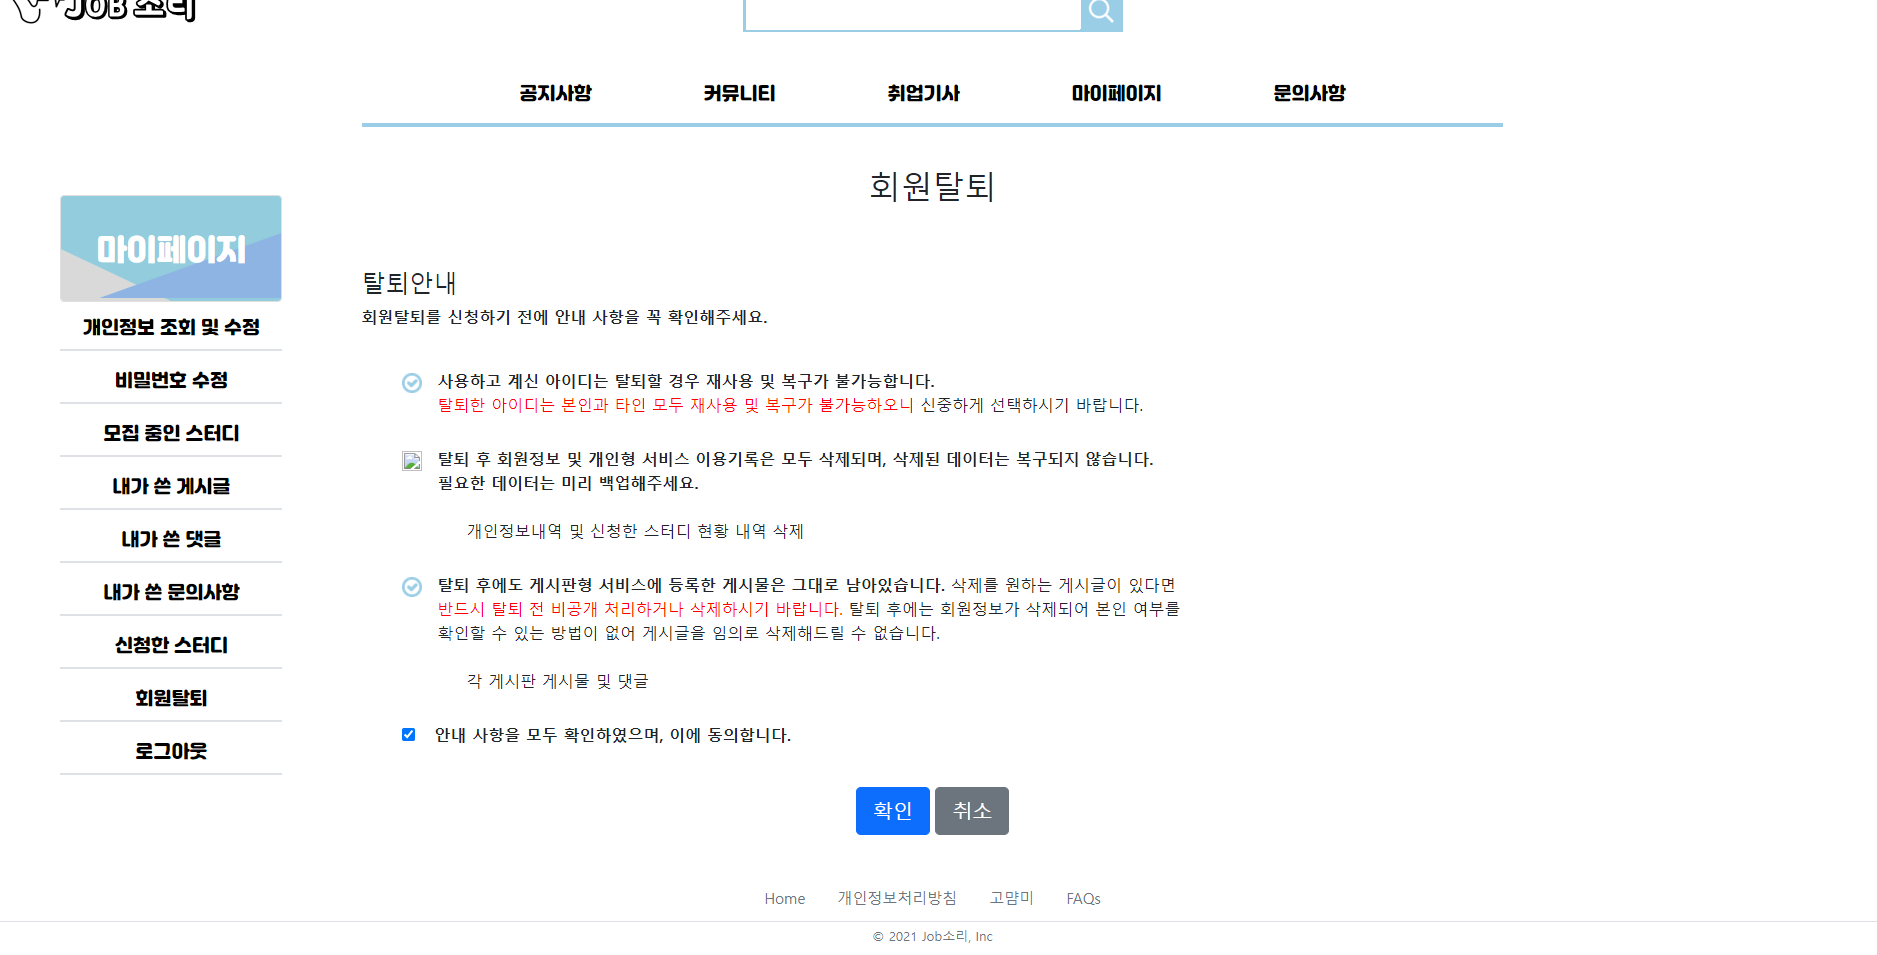 JOB 소리
공지사항 커뮤니티 취업기사 마이페이지 문의사항
회원탈퇴
마이페이지
개인정보 조회 및 수정
비밀번호 수정
모집 중인 스터디
내가 쓴 게시글
내가 쓴 댓글
내가 쓴 문의사항
신청한 스터디
회원탈퇴
로그아웃
탈퇴안내
회원탈퇴를 신청하기 전에 안내 사항을 꼭 확인해주세요.
사용하고 계신 아이디는 탈퇴할 경우 재사용 및 복구가 불가능합니다.
탈퇴한 아이디는 본인과 타인 모두 재사용 및 복구가 불가능하오니 신중하게 선택하시기 바랍니다.
탈퇴 후 회원정보 및 개인형 서비스 이용기록은 모두 삭제되며, 삭제된 데이터는 복구되지 않습니다.
필요한 데이터는 미리 백업해주세요.
개인정보내역 및 신청한 스터디 현황 내역 삭제
탈퇴 후에도 게시판형 서비스에 등록한 게시물은 그대로 남아있습니다. 삭제를 원하는 게시글이 있다면
반드시 탈퇴 전 비공개 처리하거나 삭제하시기 바랍니다. 탈퇴 후에는 회원정보가 삭제되어 본인 여부를
확인할 수 있는 방법이 없어 게시글을 임의로 삭제해드릴 수 없습니다.
각 게시판 게시물 및 댓글
안내 사항을 모두 확인하였으며, 이에 동의합니다.
확인 취소
Home 개인정보처리방침 고먐미 FAQs
© 2021 Job소리, Inc